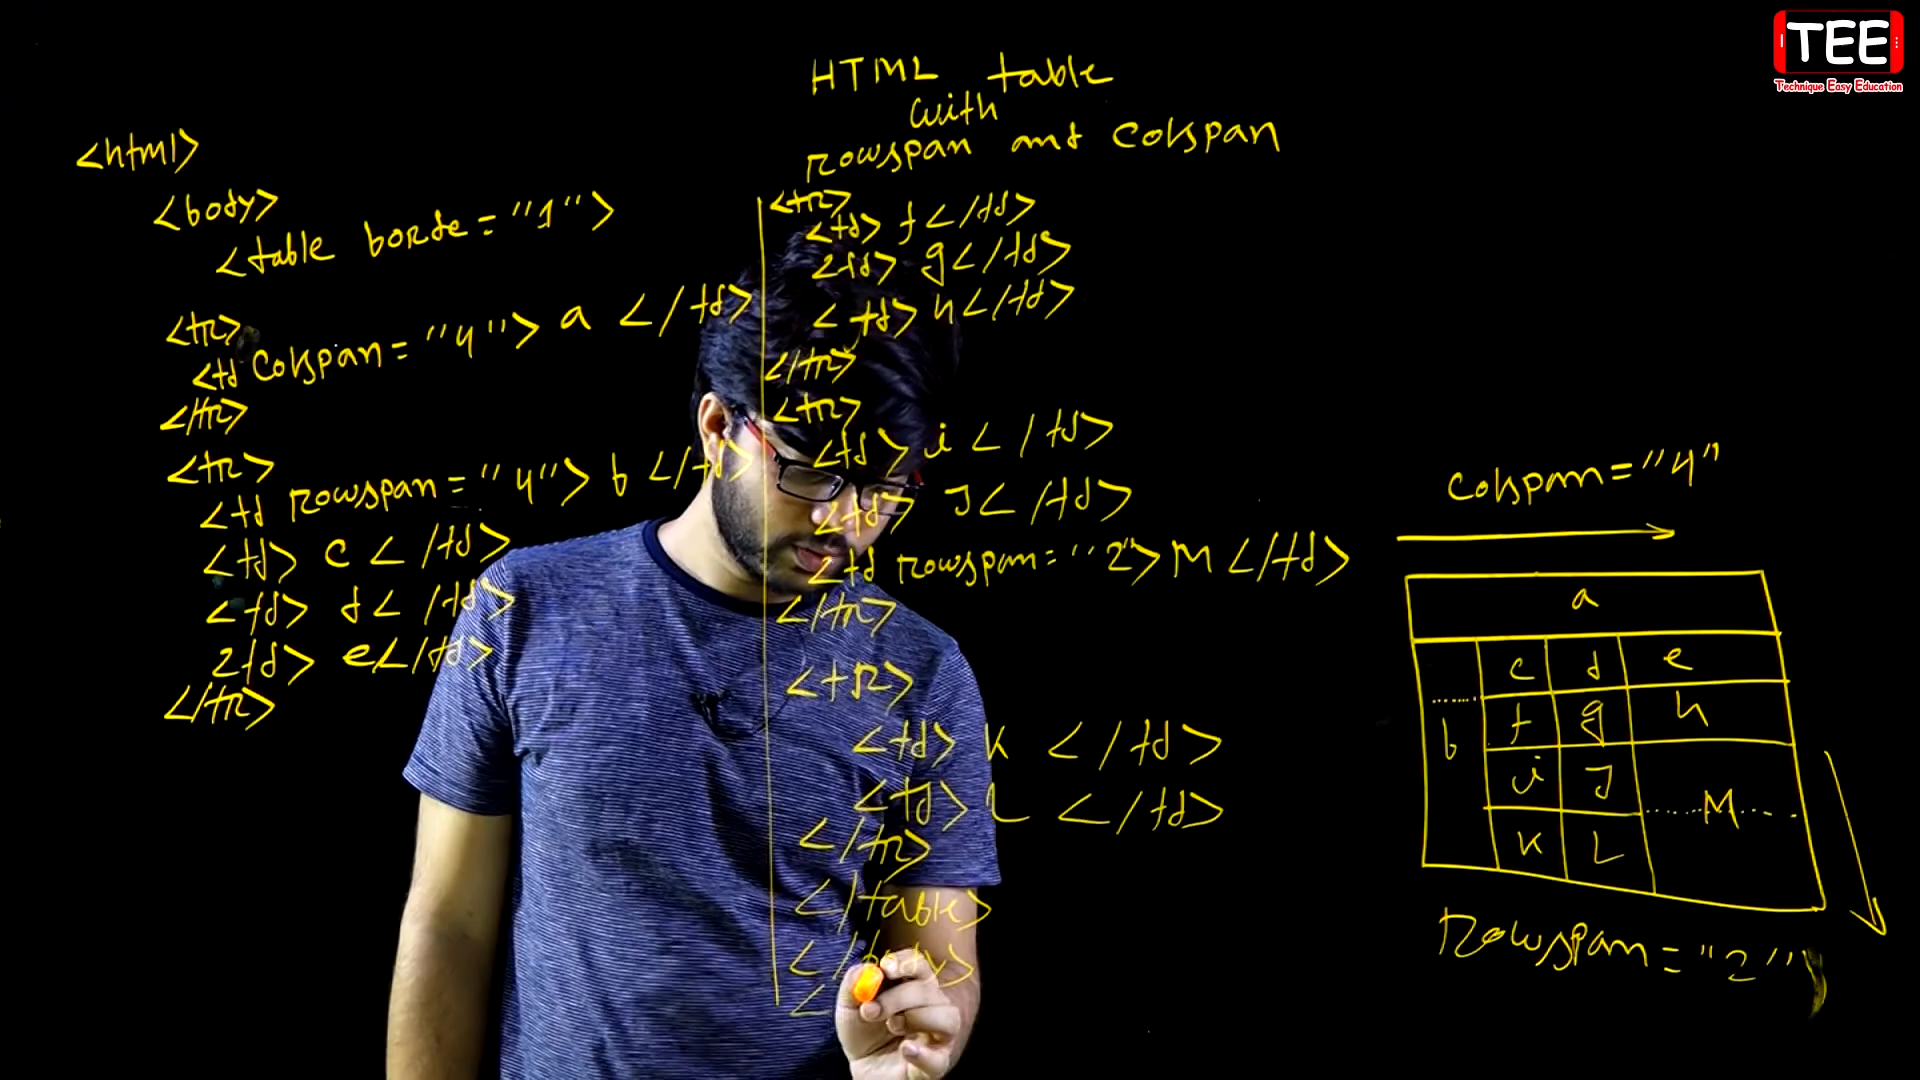 TEE
Technique Easy Education
HTML table
with
rowspan and colspan
<html>
<body>
<table borde="1">
<tr>
<td colspan="4"> a </td>
</tr>
<tr>
<td rowspan="4"> b </td>
<td> c </td>
<td> d </td>
<td> e </td>
</tr>
<tr>
<td> f </td>
<td> g </td>
<td> h </td>
</tr>
<tr>
<td> i </td>
<td> J </td>
<td rowspan="2"> M </td>
</tr>
<tr>
<td> K </td>
<td> L </td>
</tr>
</table>
</body>
<
colspan="4"
a
c d e
b f g h
i J
M
K L
rowspan="2"